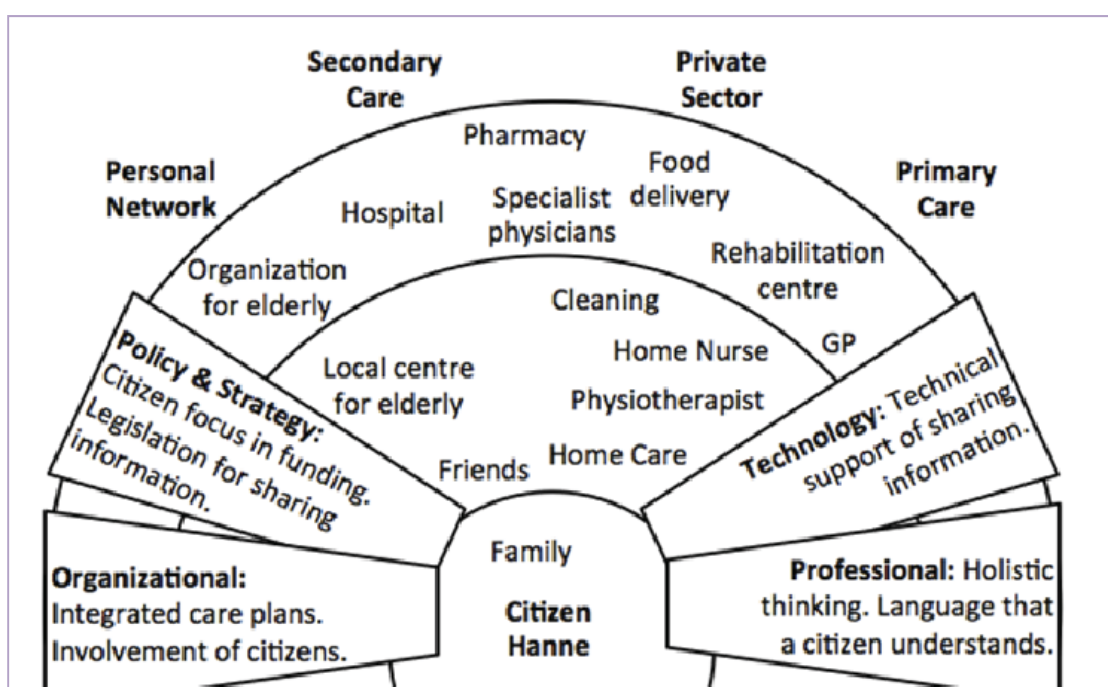 Secondary
Care
Private
Sector
Personal
Network
Primary
Care
Pharmacy
Food
delivery
Hospital
Specialist
physicians
Organization
for elderly
Rehabilitation
centre
GP
Cleaning
Home Nurse
Local centre
for elderly
Physiotherapist
Friends
Home Care
Policy & Strategy:
Citizen focus in funding.
Legislation for sharing
information.
Technology: Technical
support of sharing
information.
Family
Citizen
Hanne
Organizational:
Integrated care plans.
Involvement of citizens.
Professional: Holistic
thinking. Language that
a citizen understands.